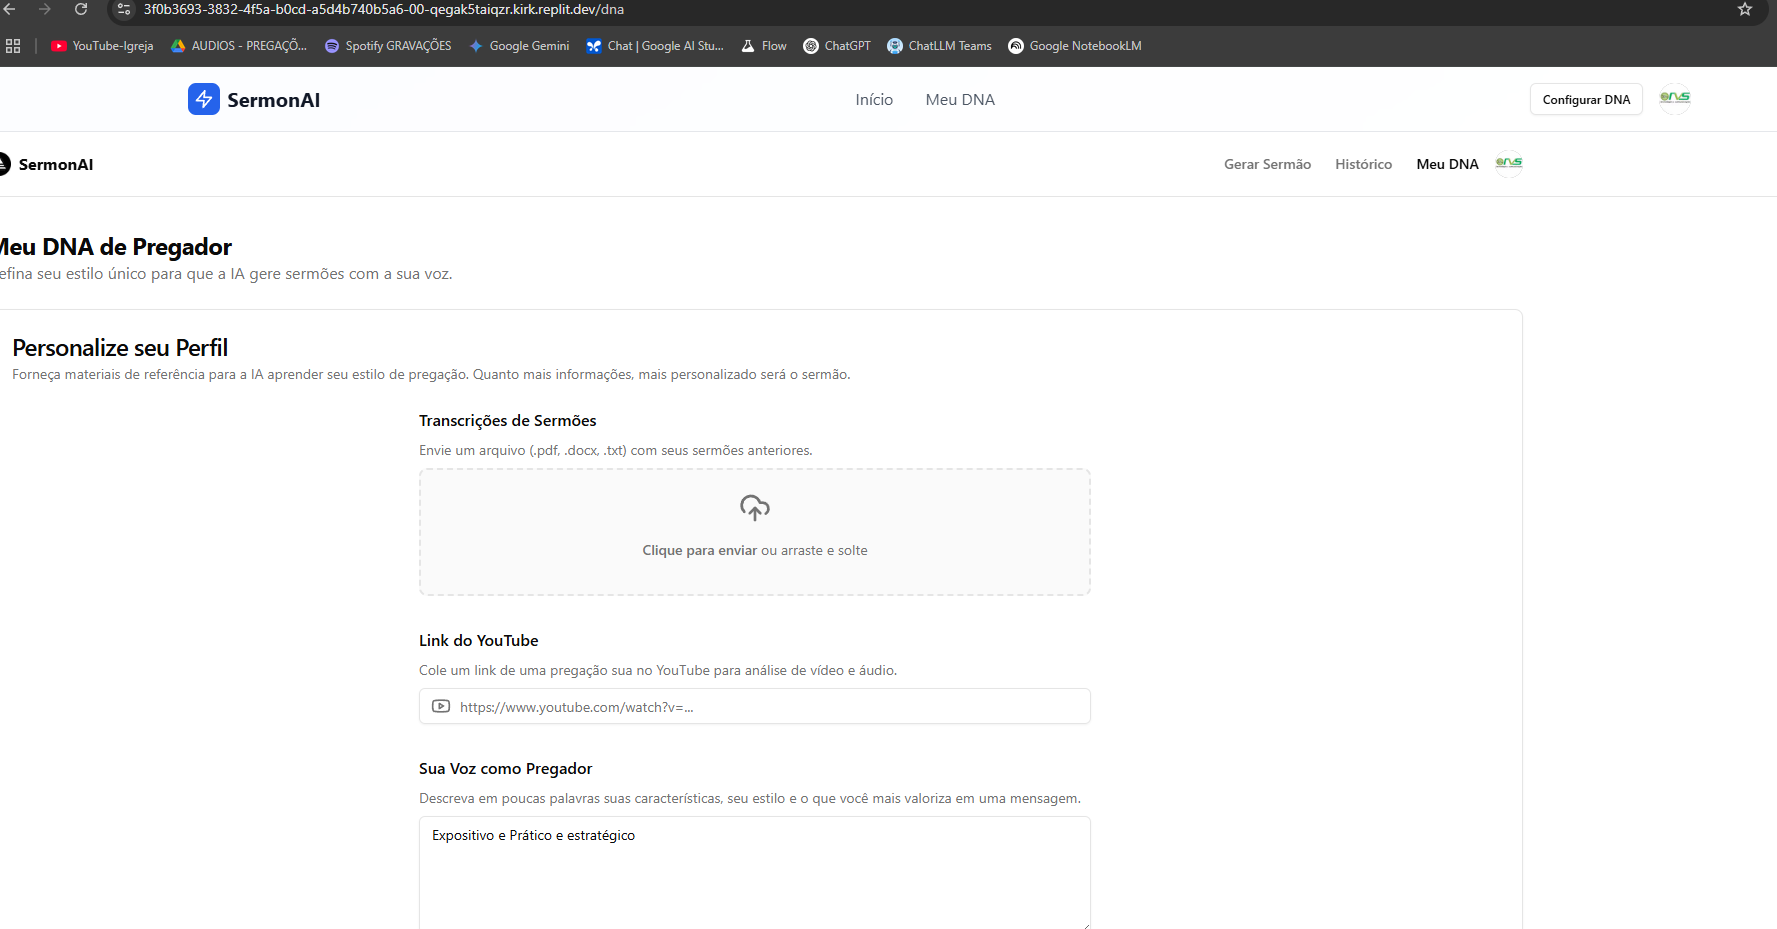 3f0b3693-3832-4f5a-b0cd-a5d4b740b5a6-00-qegak5taiqzr.kirk.replit.dev/dna
YouTube-Igreja AUDIOS - PREGAÇÕ... Spotify GRAVAÇÕES Google Gemini Chat | Google AI Stu... Flow ChatGPT ChatLLM Teams Google NotebookLM
SermonAI Início Meu DNA Configurar DNA
SermonAI Gerar Sermão Histórico Meu DNA
Meu DNA de Pregador
efina seu estilo único para que a IA gere sermões com a sua voz.
Personalize seu Perfil
Forneça materiais de referência para a IA aprender seu estilo de pregação. Quanto mais informações, mais personalizado será o sermão.
Transcrições de Sermões
Envie um arquivo (.pdf, .docx, .txt) com seus sermões anteriores.
Clique para enviar ou arraste e solte
Link do YouTube
Cole um link de uma pregação sua no YouTube para análise de vídeo e áudio.
https://www.youtube.com/watch?v=...
Sua Voz como Pregador
Descreva em poucas palavras suas características, seu estilo e o que você mais valoriza em uma mensagem.
Expositivo e Prático e estratégico